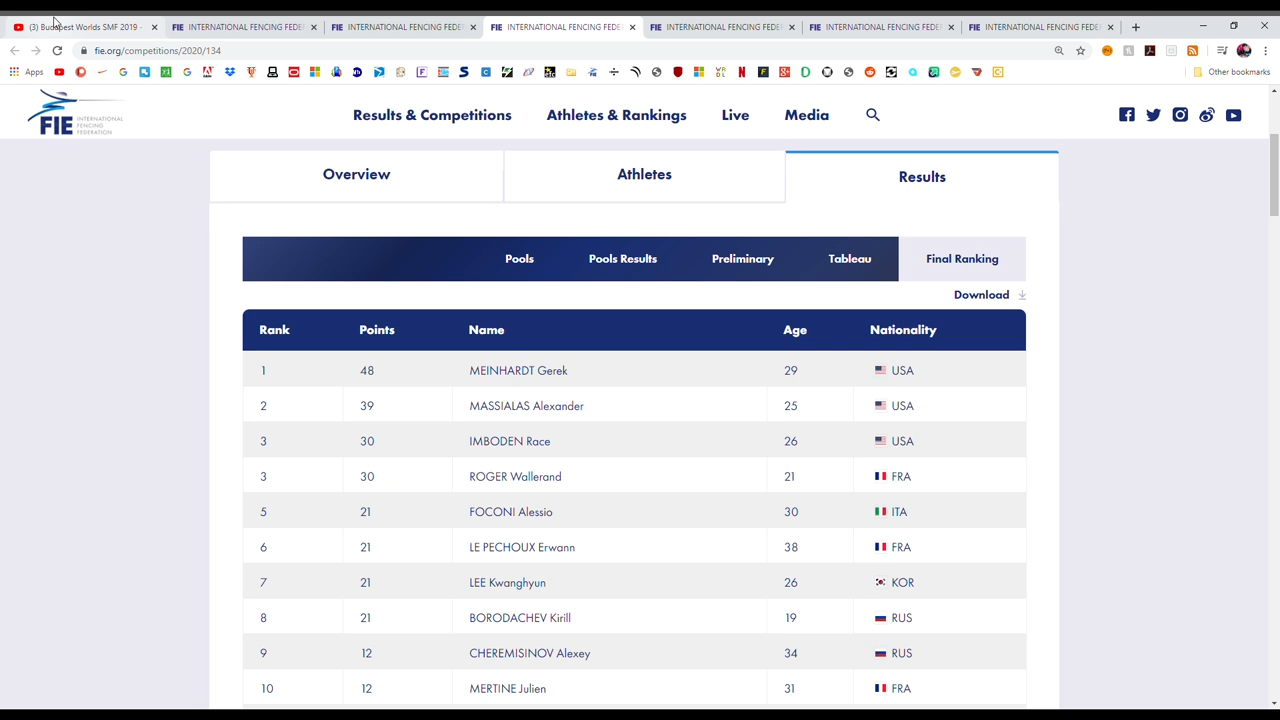 (3) Budapest Worlds SMF 2019 -
FIE INTERNATIONAL FENCING FEDE
FIE INTERNATIONAL FENCING FEDE
FIE INTERNATIONAL FENCING FEDE
FIE INTERNATIONAL FENCING FEDE
FIE INTERNATIONAL FENCING FEDE
FIE INTERNATIONAL FENCING FEDE
fie.org/competitions/2020/134
Apps
Other bookmarks
FIE INTERNATIONAL FENCING FEDERATION
Results & Competitions
Athletes & Rankings
Live
Media
Overview
Athletes
Results
Pools
Pools Results
Preliminary
Tableau
Final Ranking
Download
Rank Points Name Age Nationality
1 48 MEINHARDT Gerek 29 USA
2 39 MASSIALAS Alexander 25 USA
3 30 IMBODEN Race 26 USA
3 30 ROGER Wallerand 21 FRA
5 21 FOCONI Alessio 30 ITA
6 21 LE PECHOUX Erwann 38 FRA
7 21 LEE Kwanghyun 26 KOR
8 21 BORODACHEV Kirill 19 RUS
9 12 CHEREMISINOV Alexey 34 RUS
10 12 MERTINE Julien 31 FRA